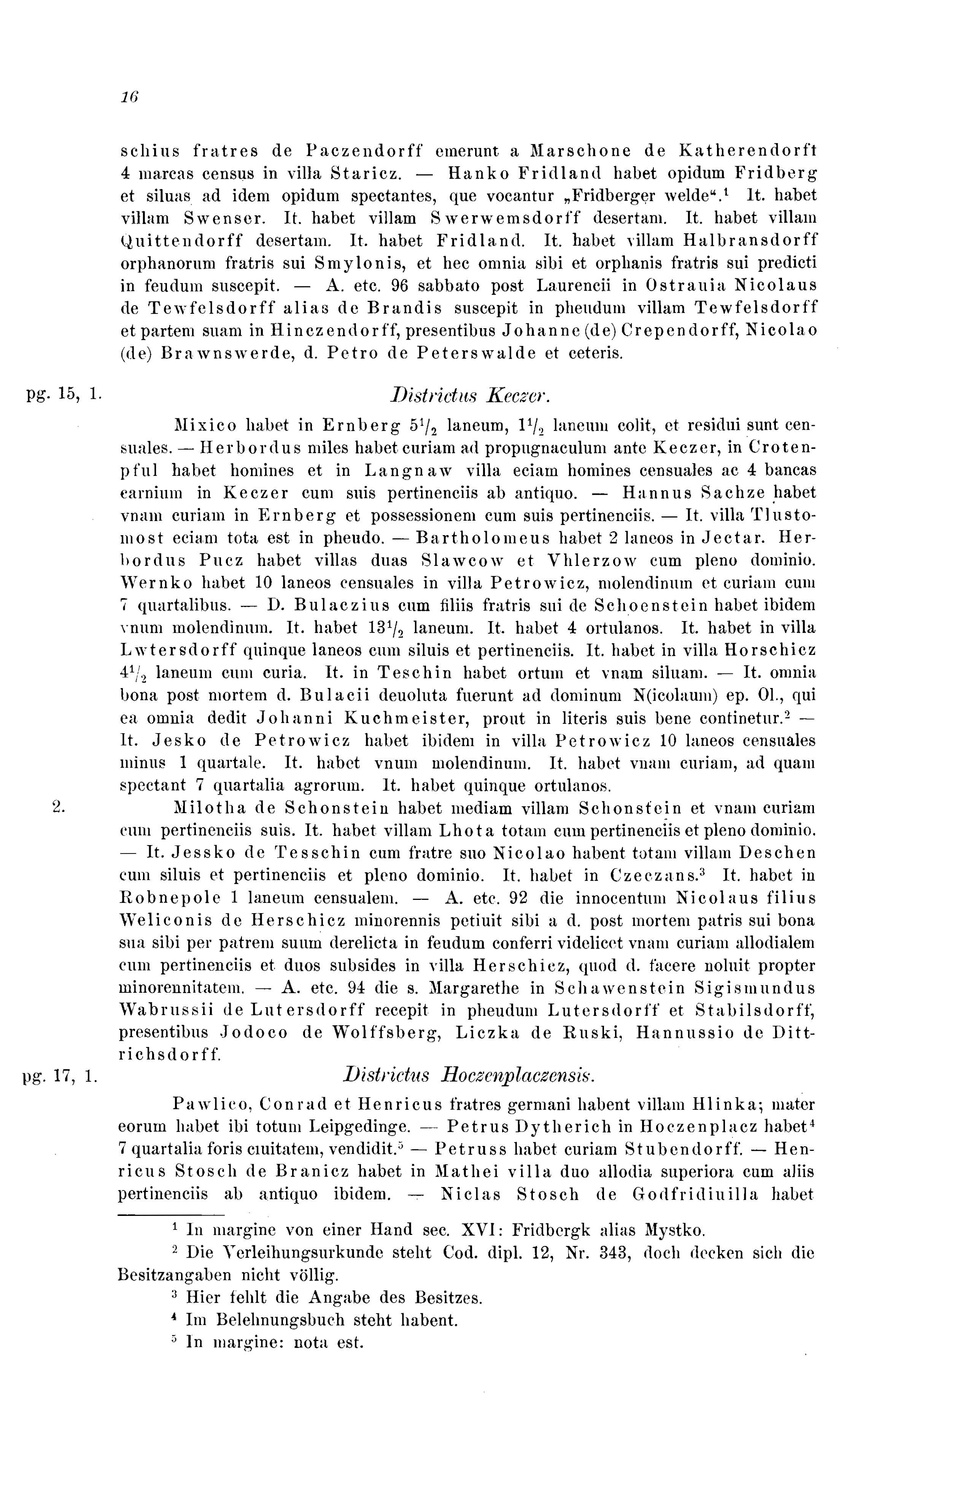 16
schius fratres de Paczendorff emerunt a Marschone de Katherendorff
4 marcas census in villa Staricz. — Hanko Fridland habet opidum Fridberg
et siluas ad idem opidum spectantes, que vocantur „Fridberger welde“.¹ It. habet
villam Swenser. It. habet villam Swerwemsdorff desertam. It. habet villam
Quittendorff desertam. It. habet Fridland. It. habet villam Halbransdorff
orphanorum fratris sui Smylonis, et hec omnia sibi et orphanis fratris sui predicti
in feudum suscepit. — A. etc. 96 sabbato post Laurencii in Ostrauia Nicolaus
de Tewfelsdorff alias de Brandis suscepit in pheudum villam Tewfelsdorff
et partem suam in Hinczendorff, presentibus Johanne (de) Crependorff, Nicolao
(de) Brawnswerde, d. Petro de Peterswalde et ceteris.
pg. 15, 1. Districtus Keczer.
Mixico habet in Ernberg 5½ laneum, 1½ laneum colit, et residui sunt cen-
suales. — Herbordus miles habet curiam ad propugnaculum ante Keczer, in Croten-
pful habet homines et in Langnaw villa eciam homines censuales ac 4 bancas
carnium in Keczer cum suis pertinenciis ab antiquo. — Hannus Sachze habet
vnam curiam in Ernberg et possessionem cum suis pertinenciis. — It. villa Tlusto-
most eciam tota est in pheudo. — Bartholomeus habet 2 laneos in Jectar. Her-
bordus Pucz habet villas duas Slawcow et Vhlerzow cum pleno dominio.
Wernko habet 10 laneos censuales in villa Petrowicz, molendinum et curiam cum
7 quartalibus. — D. Bulaczius cum filiis fratris sui de Schoenstein habet ibidem
vnum molendinum. It. habet 13½ laneum. It. habet 4 ortulanos. It. habet in villa
Lwtersdorff quinque laneos cum siluis et pertinenciis. It. habet in villa Horschicz
4½ laneum cum curia. It. in Teschin habet ortum et vnam siluam. — It. omnia
bona post mortem d. Bulacii deuoluta fuerunt ad dominum N(icolaum) ep. Ol., qui
ea omnia dedit Johanni Kuchmeister, prout in literis suis bene continetur.² —
It. Jesko de Petrowicz habet ibidem in villa Petrowicz 10 laneos censuales
minus 1 quartale. It. habet vnum molendinum. It. habet vnam curiam, ad quam
spectant 7 quartalia agrorum. It. habet quinque ortulanos.
2. Milotha de Schonstein habet mediam villam Schonstein et vnam curiam
cum pertinenciis suis. It. habet villam Lhota totam cum pertinenciis et pleno dominio.
— It. Jessko de Tesschin cum fratre suo Nicolao habent totam villam Deschen
cum siluis et pertinenciis et pleno dominio. It. habet in Czeczans.³ It. habet in
Robnepole 1 laneum censualem. — A. etc. 92 die innocentum Nicolaus filius
Weliconis de Herschicz minorennis petiuit sibi a d. post mortem patris sui bona
sua sibi per patrem suum derelicta in feudum conferri videlicet vnam curiam allodialem
cum pertinenciis et duos subsides in villa Herschicz, quod d. facere noluit propter
minorennitatem. — A. etc. 94 die s. Margarethe in Schawenstein Sigismundus
Wabrussii de Lutersdorff recepit in pheudum Lutersdorff et Stabilsdorff,
presentibus Jodoco de Wolffsberg, Liczka de Ruski, Hannussio de Ditt-
richsdorff.
pg. 17, 1. Districtus Hoczenplaczensis.
Pawlico, Conrad et Henricus fratres germani habent villam Hlinka; mater
eorum habet ibi totum Leipgedinge. — Petrus Dytherich in Hoczenplacz habet⁴
7 quartalia foris ciuitatem, vendidit.⁵ — Petruss habet curiam Stubendorff. — Hen-
ricus Stosch de Branicz habet in Mathei villa duo allodia superiora cum aliis
pertinenciis ab antiquo ibidem. — Niclas Stosch de Godfridiuilla habet
¹ In margine von einer Hand sec. XVI: Fridbergk alias Mystko.
² Die Verleihungsurkunde steht Cod. dipl. 12, Nr. 343, doch decken sich die
Besitzangaben nicht völlig.
³ Hier fehlt die Angabe des Besitzes.
⁴ Im Belehnungsbuch steht habent.
⁵ In margine: nota est.